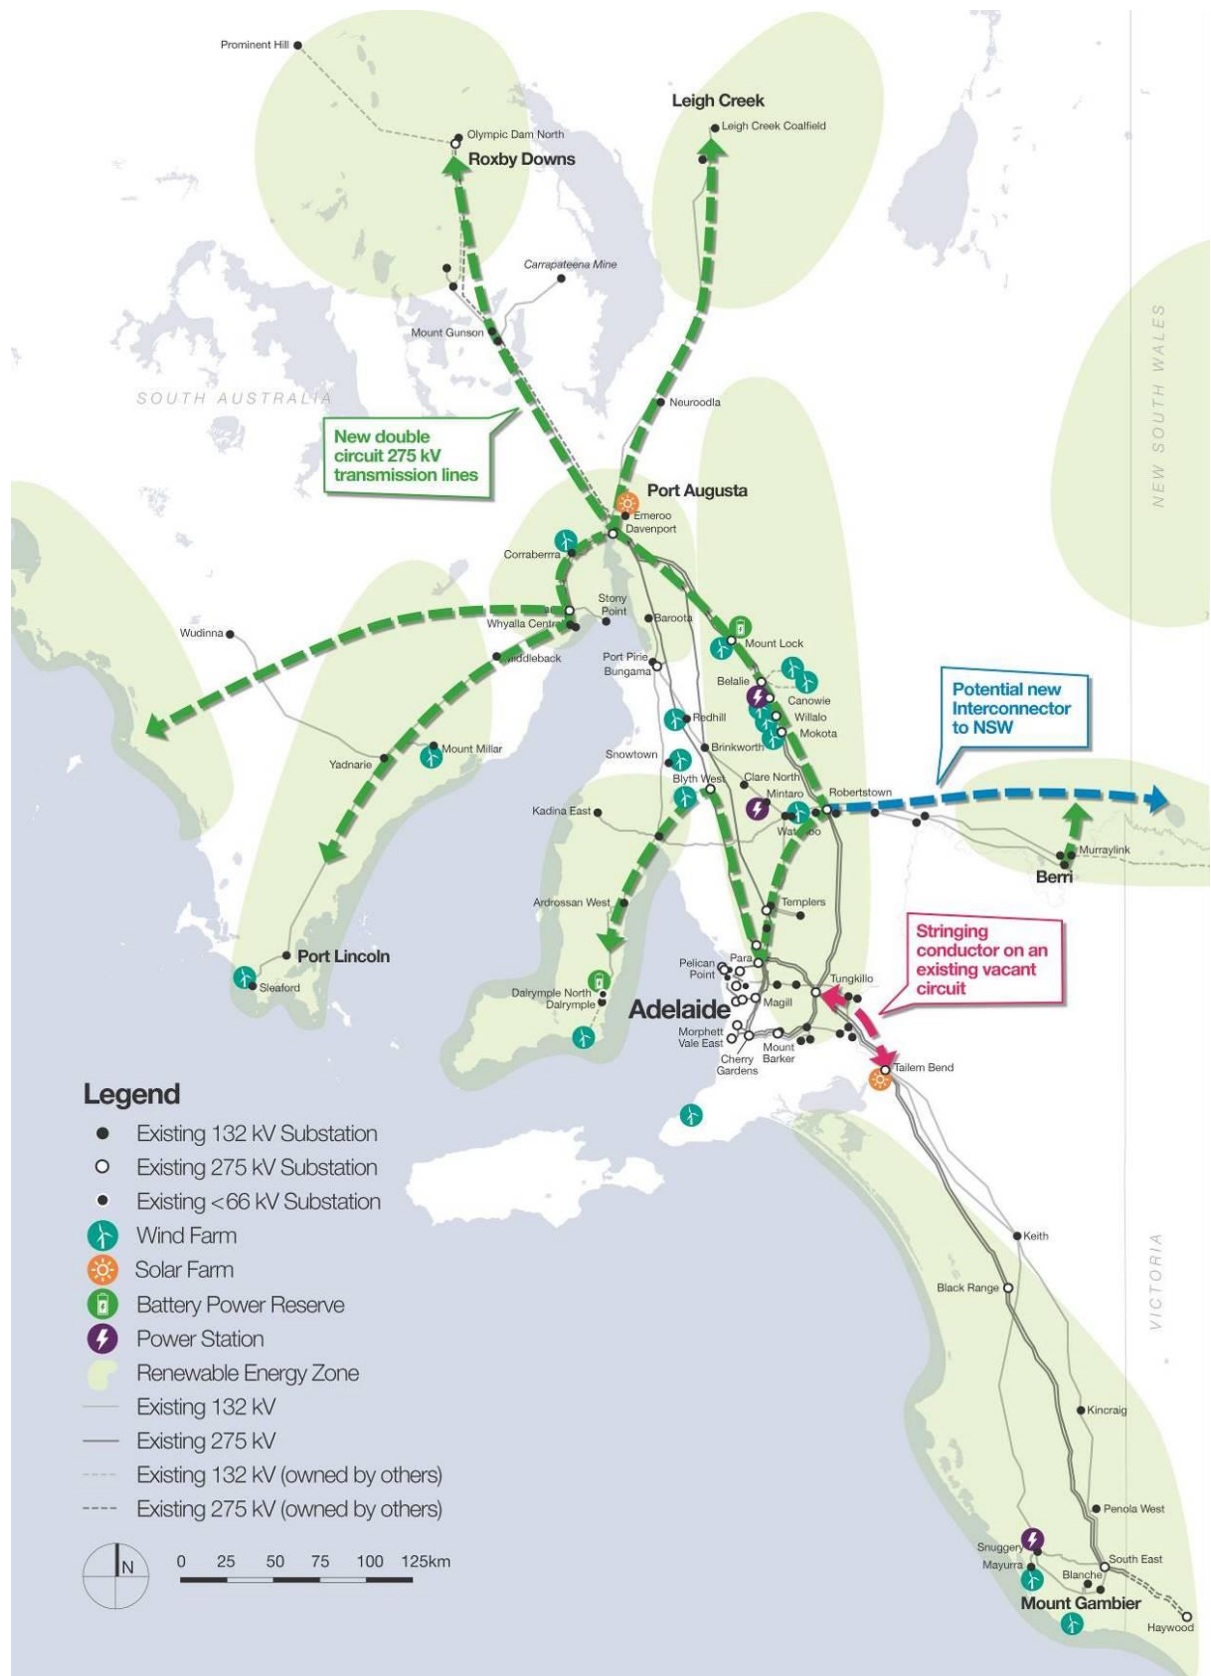 Prominent Hill
Leigh Creek
Leigh Creek Coalfield
Olympic Dam North
Roxby Downs
Carrapateena Mine
Mount Gunson
SOUTH AUSTRALIA
NEW SOUTH WALES
Neuroodla
New double
circuit 275 kV
transmission lines
Port Augusta
Emeroo
Davenport
Corraberrra
Stony
Point
Whyalla Central
Baroota
Wudinna
Middleback
Mount Lock
Port Pirie
Bungama
Belalie
Canowie
Potential new
Interconnector
to NSW
Willalo
Redhill
Mokota
Mount Millar
Brinkworth
Snowtown
Yadnarie
Blyth West
Clare North
Mintaro
Robertstown
Kadina East
Waterloo
Murraylink
Berri
Ardrossan West
Templers
Stringing
conductor on an
existing vacant
circuit
Port Lincoln
Para
Pelican
Point
Tungkillo
Sleaford
Dalrymple North
Dalrymple
Adelaide
Magill
Morphett
Vale East
Mount
Barker
Cherry
Gardens
Tailem Bend
Legend
Existing 132 kV Substation
Existing 275 kV Substation
Existing <66 kV Substation
Wind Farm
Solar Farm
Battery Power Reserve
Power Station
Renewable Energy Zone
Existing 132 kV
Existing 275 kV
Existing 132 kV (owned by others)
Existing 275 kV (owned by others)
N
0 25 50 75 100 125km
Keith
VICTORIA
Black Range
Kincraig
Penola West
Snuggery
South East
Mayurra
Blanche
Mount Gambier
Haywood